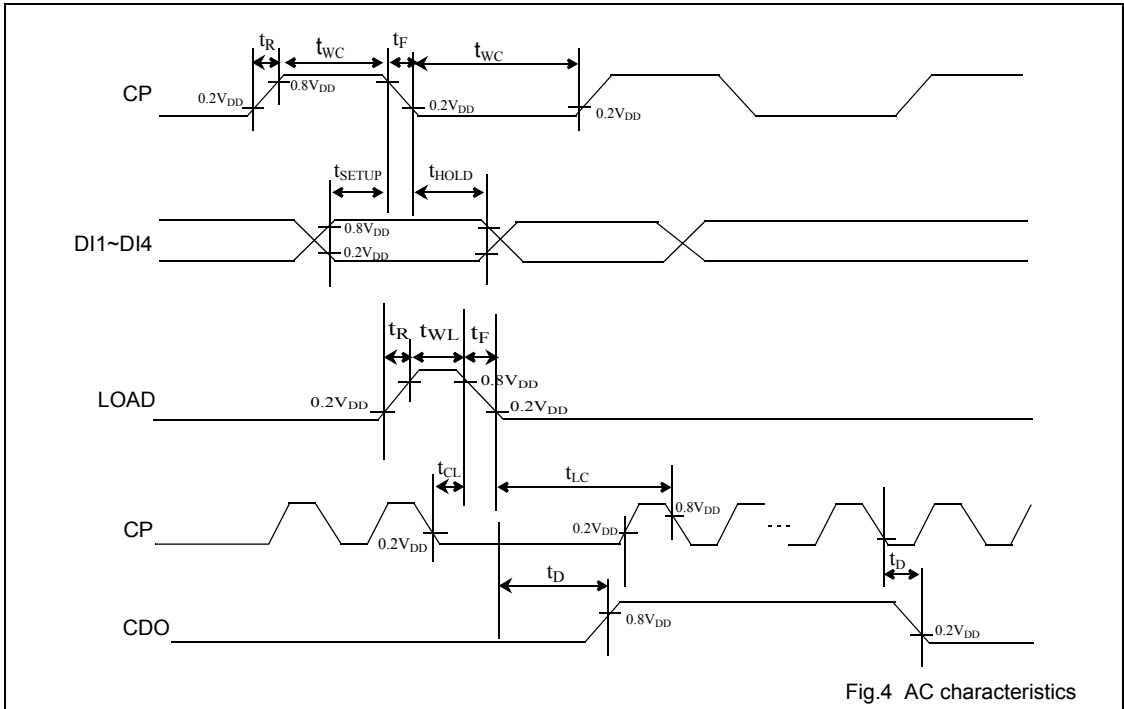 tR tWC tF tWC
CP 0.2VDD 0.8VDD 0.2VDD 0.2VDD
tSETUP tHOLD
DI1~DI4 0.8VDD
0.2VDD
tR tWL tF
LOAD 0.2VDD 0.8VDD
0.2VDD
tCL tLC
CP 0.2VDD 0.2VDD 0.8VDD
tD tD
CDO 0.8VDD 0.2VDD
Fig.4 AC characteristics